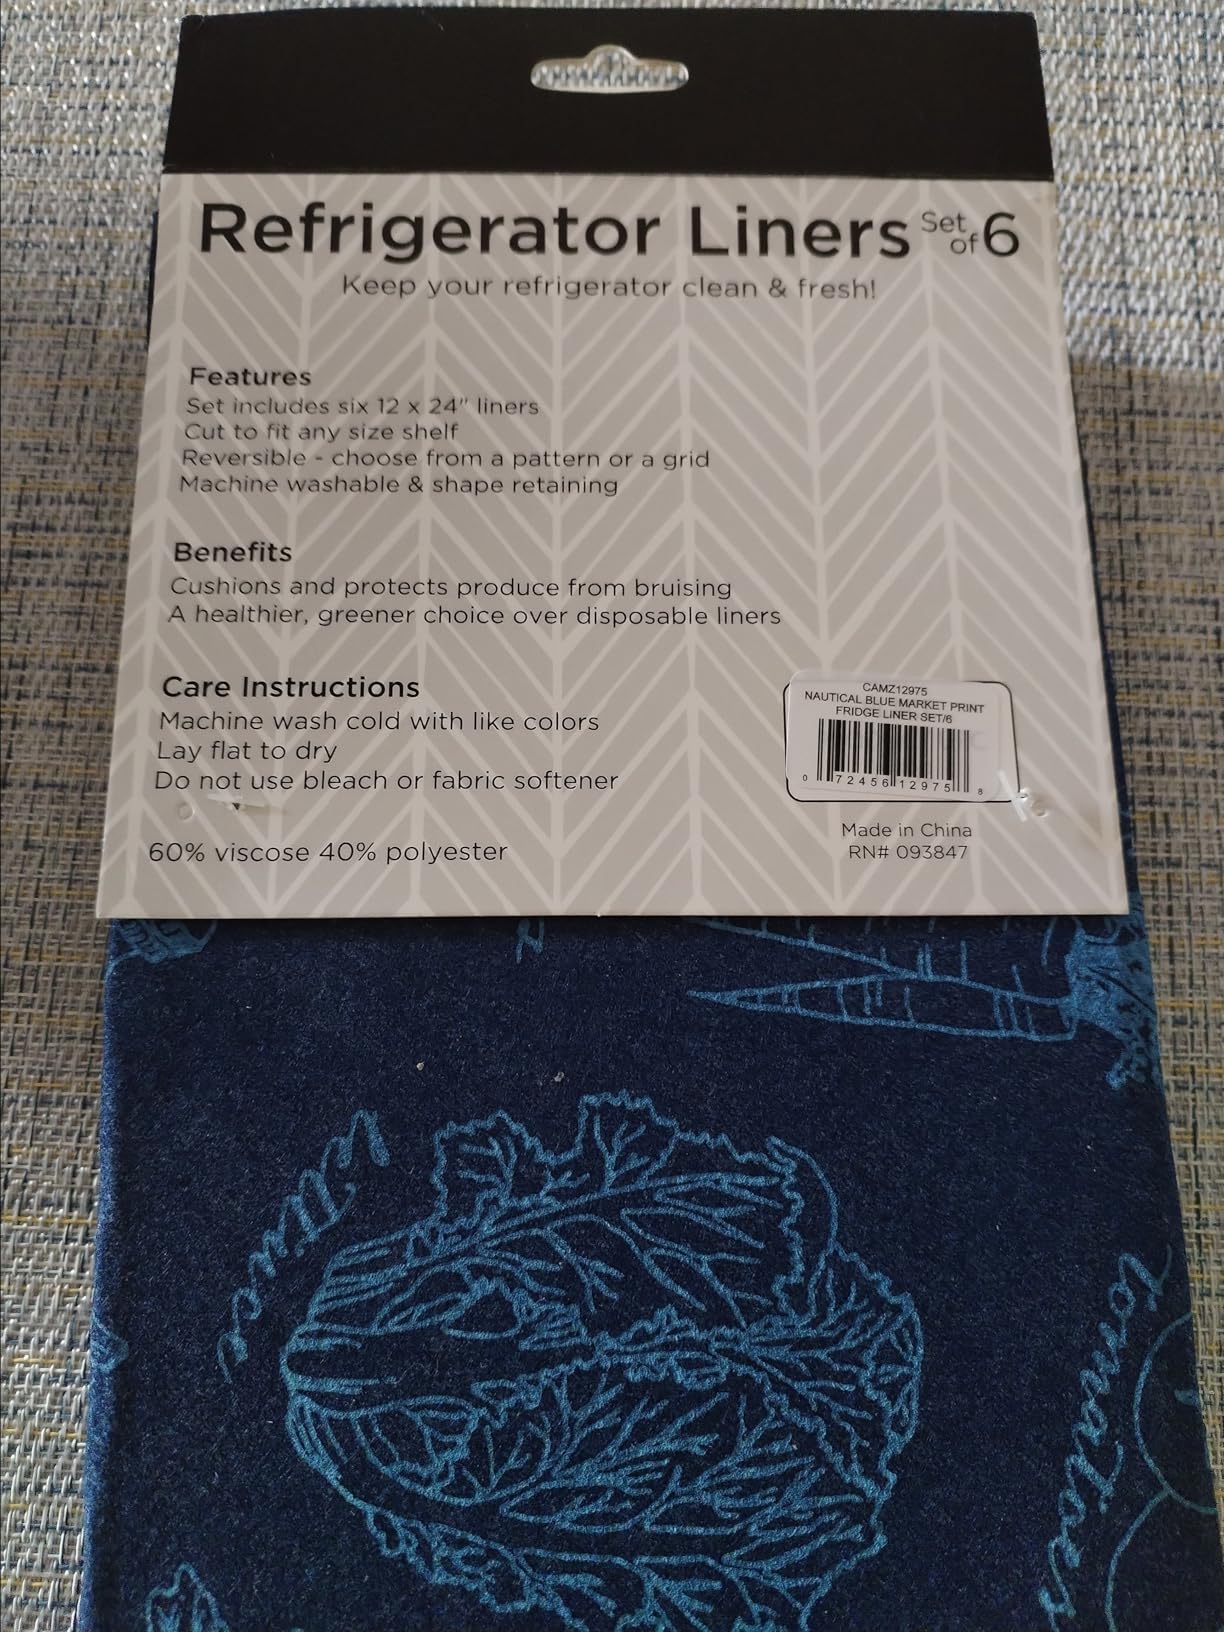 Refrigerator Liners Set of 6
Keep your refrigerator clean & fresh!
Features
Set includes six 12 x 24" liners
Cut to fit any size shelf
Reversible - choose from a pattern or a grid
Machine washable & shape retaining
Benefits
Cushions and protects produce from bruising
A healthier, greener choice over disposable liners
Care Instructions
Machine wash cold with like colors
Lay flat to dry
Do not use bleach or fabric softener
60% viscose 40% polyester
CAMZ12975
NAUTICAL BLUE MARKET PRINT
FRIDGE LINER SET/6
0 72456 12975 8
Made in China
RN# 093847
lettuce
tomatoes